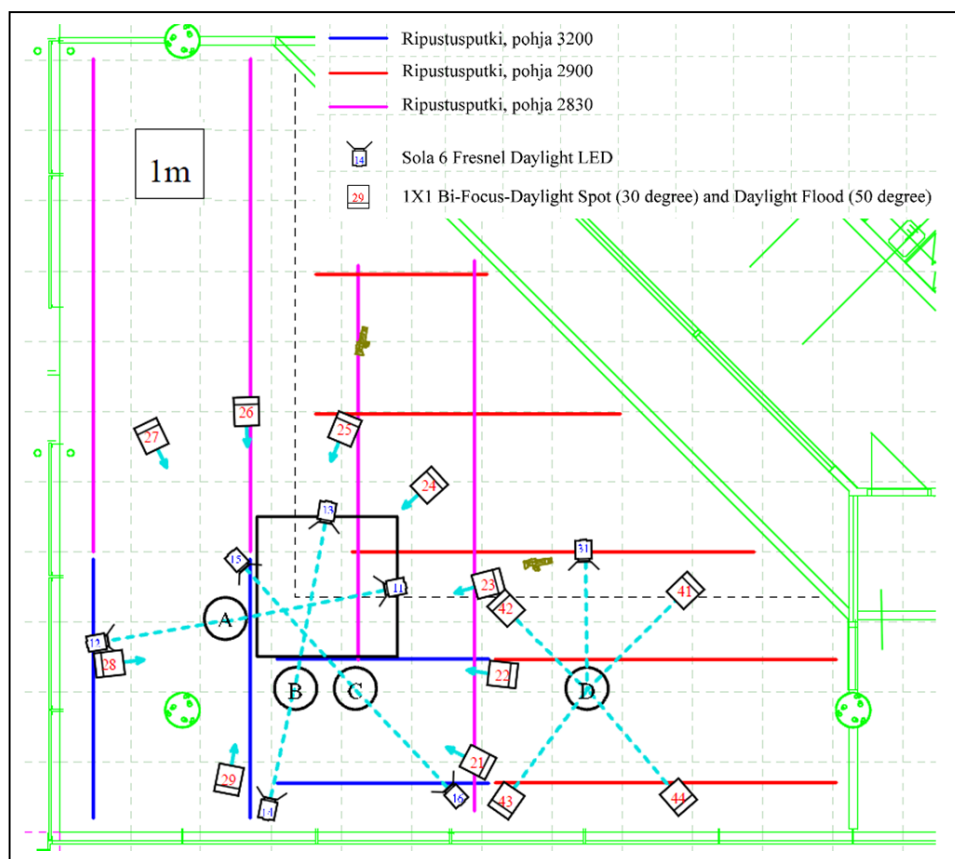 Ripustusputki, pohja 3200
Ripustusputki, pohja 2900
Ripustusputki, pohja 2830
1m
14 Sola 6 Fresnel Daylight LED
29 1X1 Bi-Focus-Daylight Spot (30 degree) and Daylight Flood (50 degree)
26
27
25
24
13
31
15
11
23
42
41
A
12
28
22
B
C
D
21
29
14
16
43
44